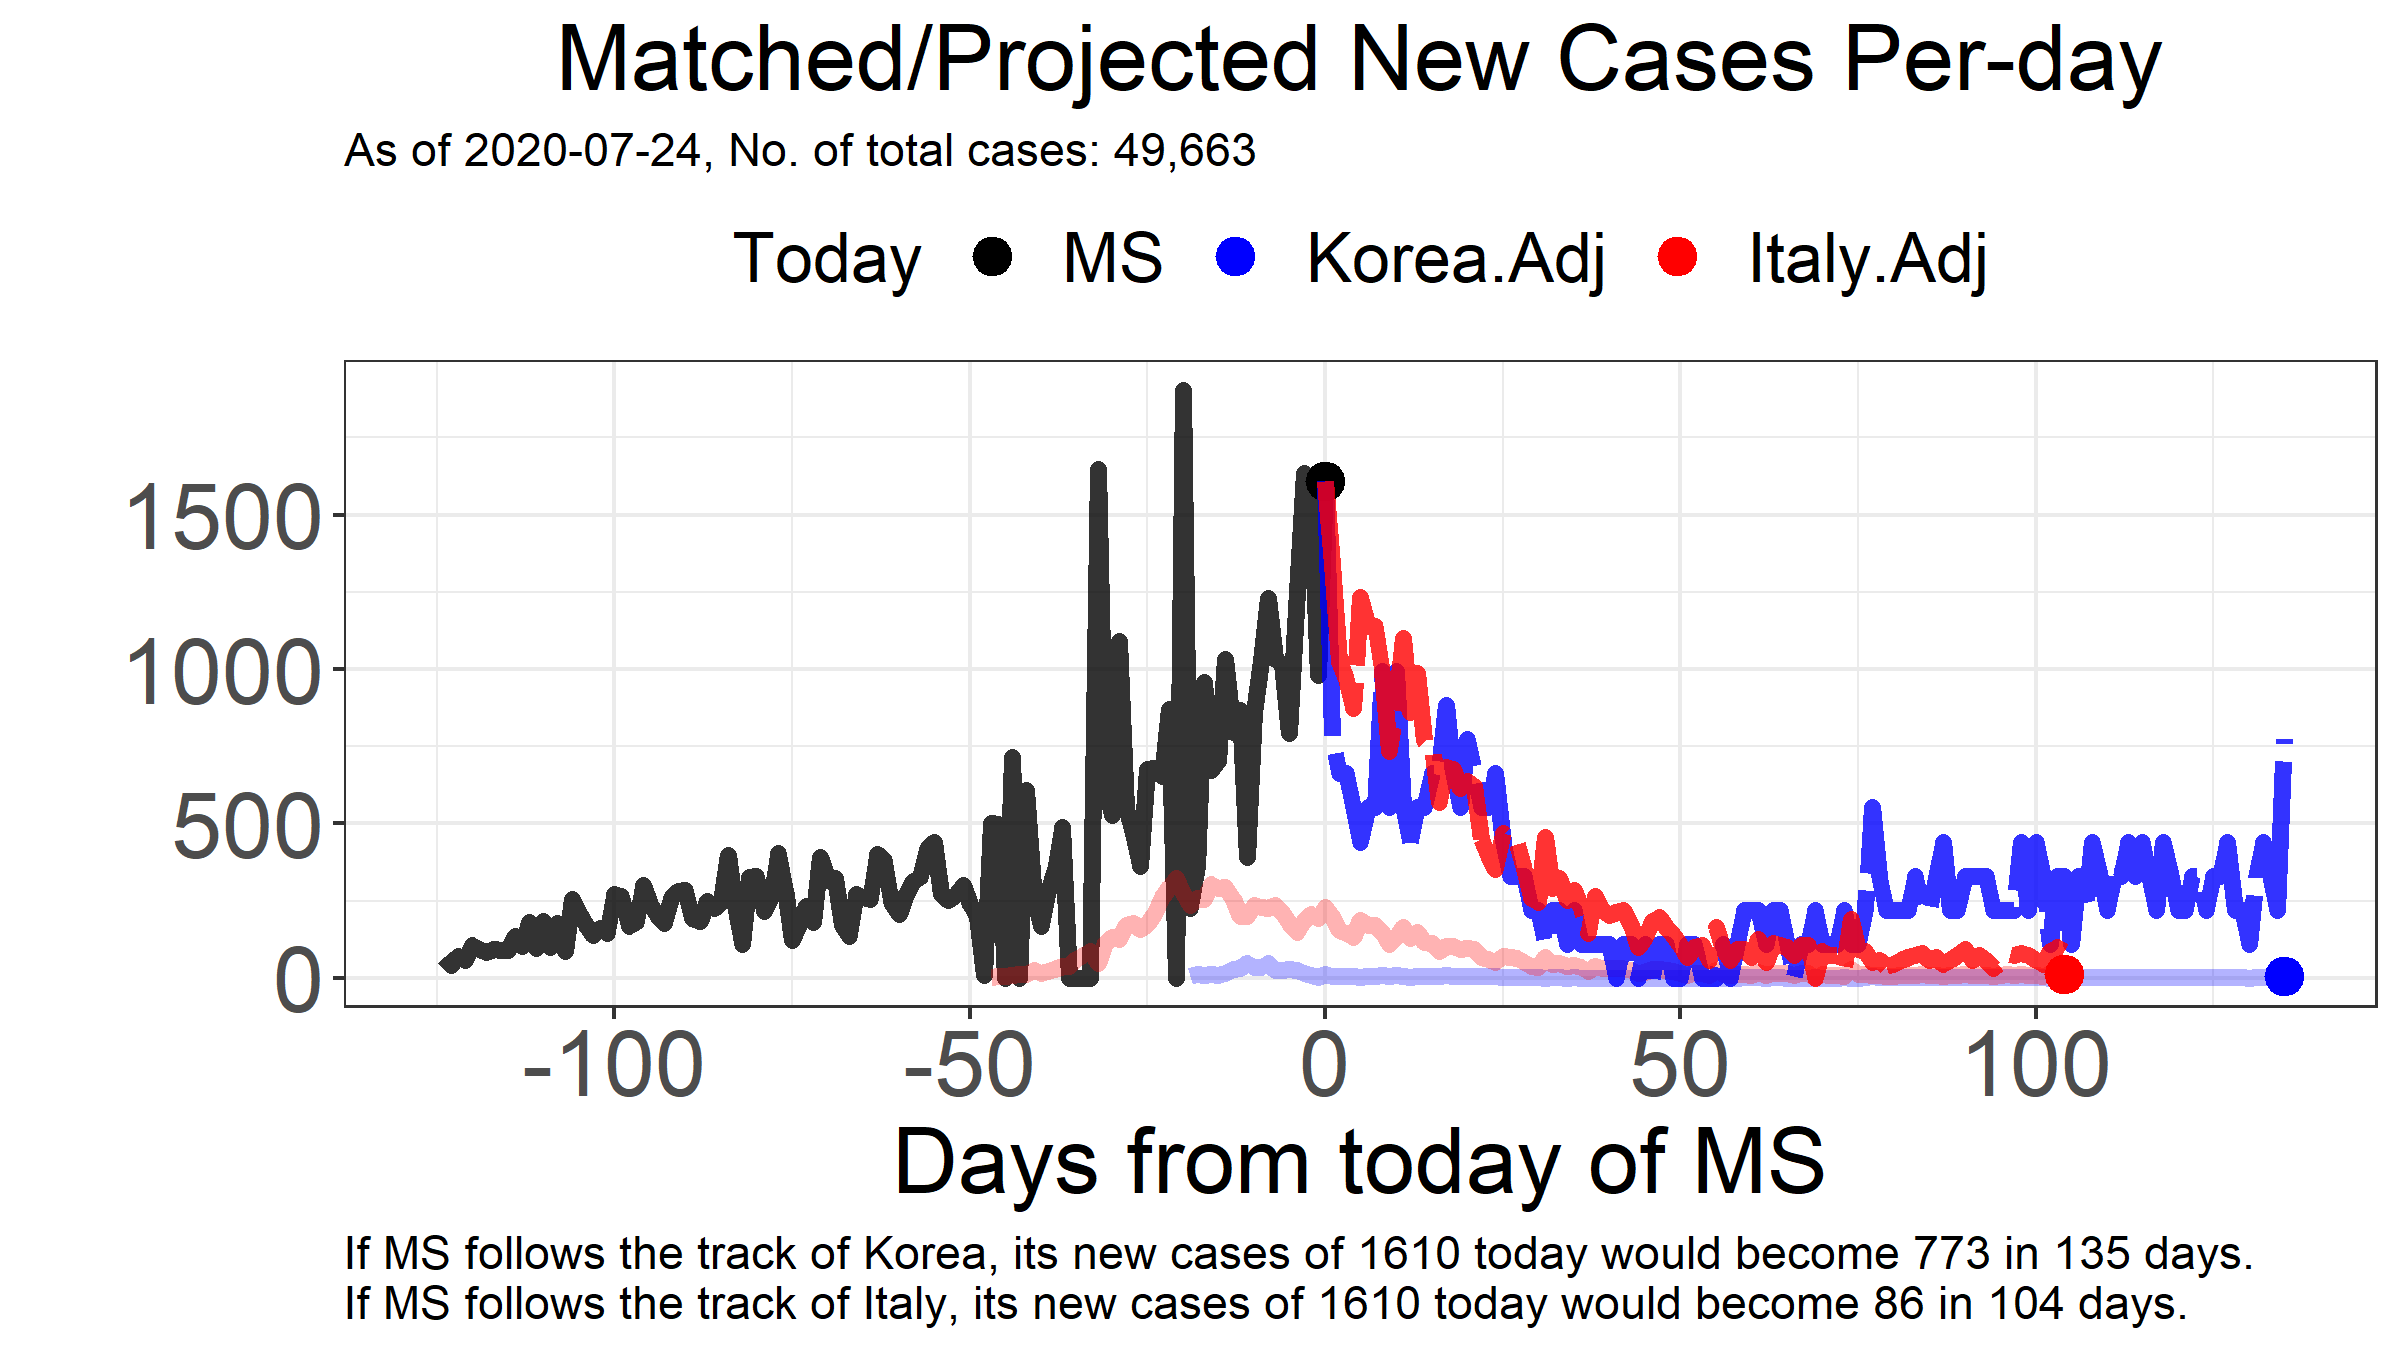 Matched/Projected New Cases Per-day
As of 2020-07-24, No. of total cases: 49,663
Today MS Korea.Adj Italy.Adj
1500
1000
500
0
-100 -50 0 50 100
Days from today of MS
If MS follows the track of Korea, its new cases of 1610 today would become 773 in 135 days.
If MS follows the track of Italy, its new cases of 1610 today would become 86 in 104 days.